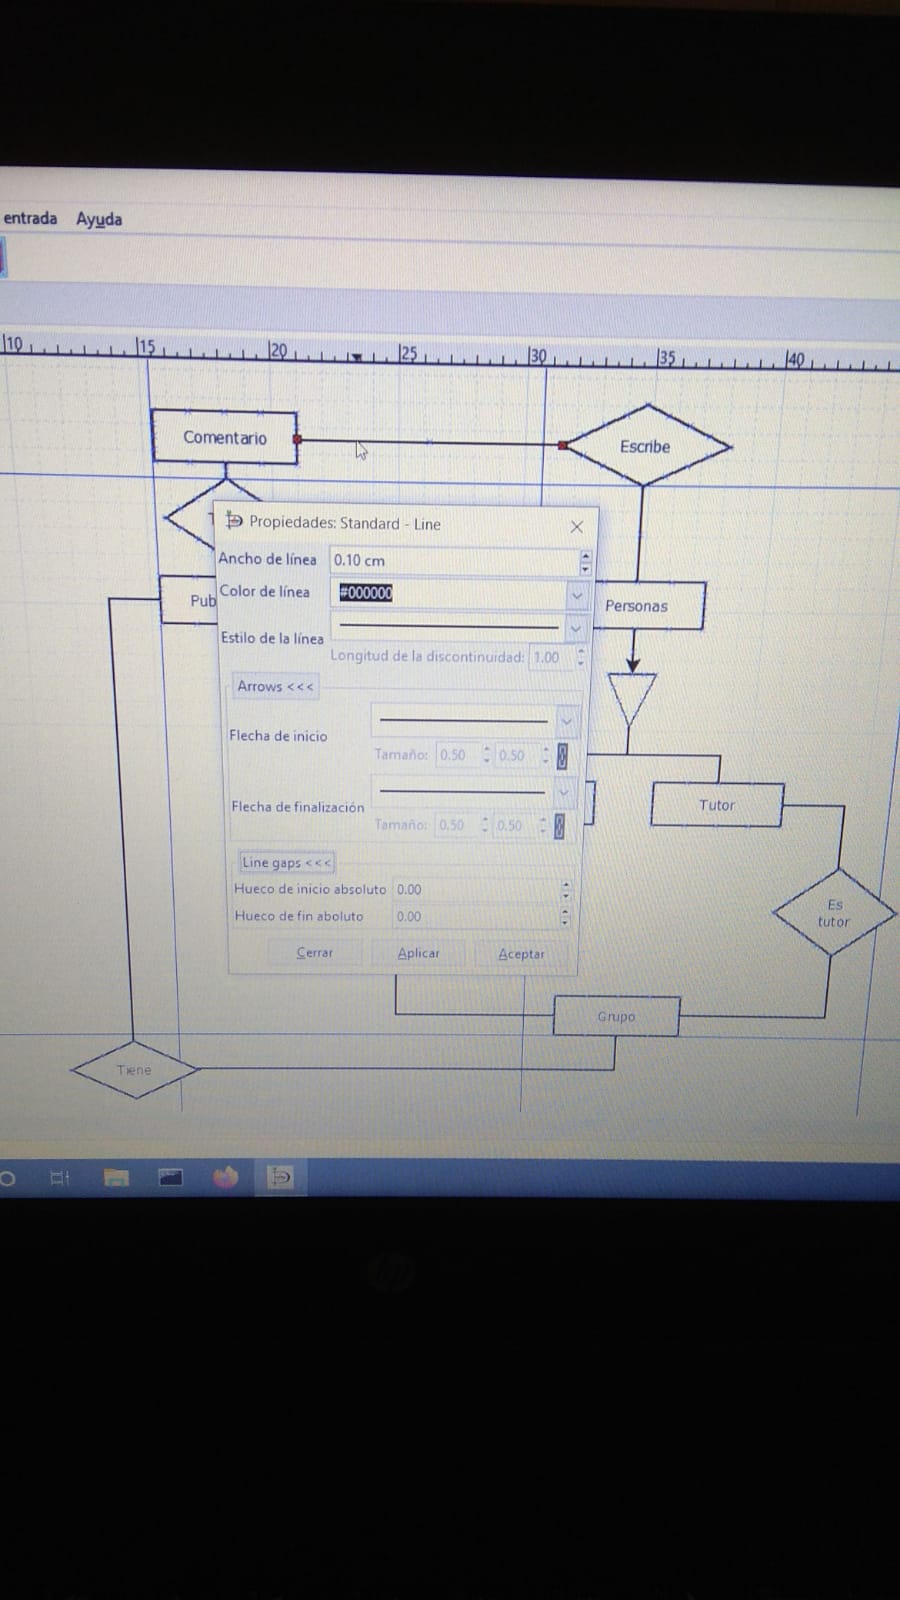 entrada Ayuda
10 15 20 25 30 35 40
Comentario
Escribe
T
Propiedades: Standard - Line
Ancho de línea 0.10 cm
Color de línea #000000
Pub
Personas
Estilo de la línea
Longitud de la discontinuidad: 1.00
Arrows <<<
Flecha de inicio
Tamaño: 0.50 0.50
Flecha de finalización
Tamaño: 0.50 0.50
Tutor
Line gaps <<<
Hueco de inicio absoluto 0.00
Hueco de fin aboluto 0.00
Es
tutor
Cerrar Aplicar Aceptar
Grupo
Tiene